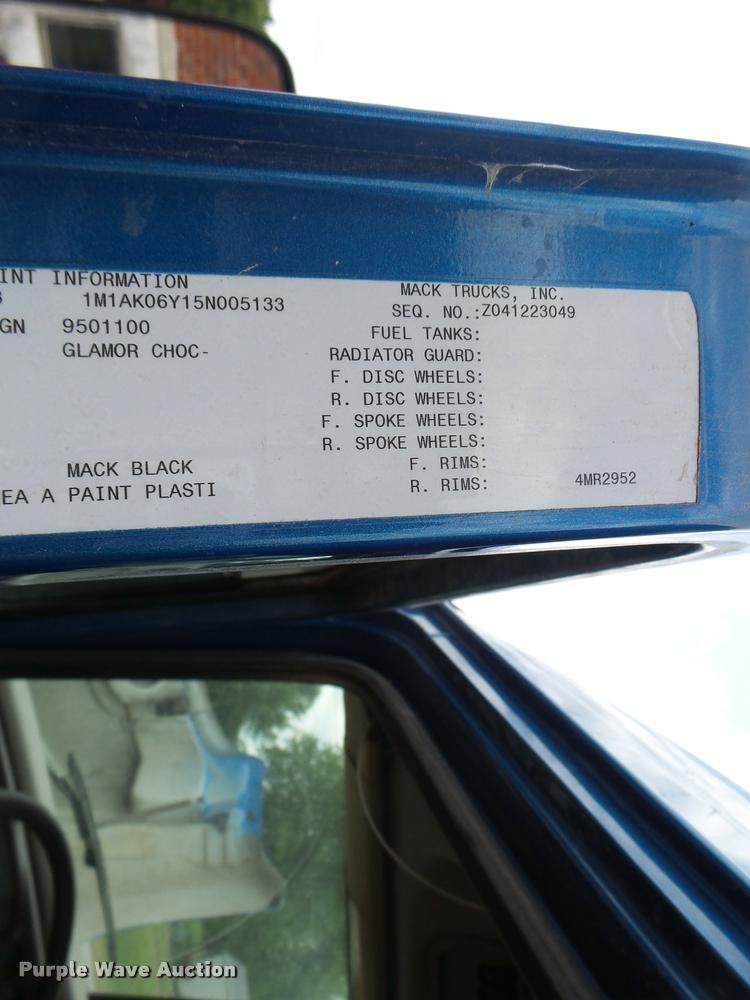 INT INFORMATION
1M1AK06Y15N005133
GN 9501100
GLAMOR CHOC-
MACK BLACK
EA A PAINT PLASTI
MACK TRUCKS, INC.
SEQ. NO.:Z041223049
FUEL TANKS:
RADIATOR GUARD:
F. DISC WHEELS:
R. DISC WHEELS:
F. SPOKE WHEELS:
R. SPOKE WHEELS:
F. RIMS:
R. RIMS: 4MR2952
Purple Wave Auction